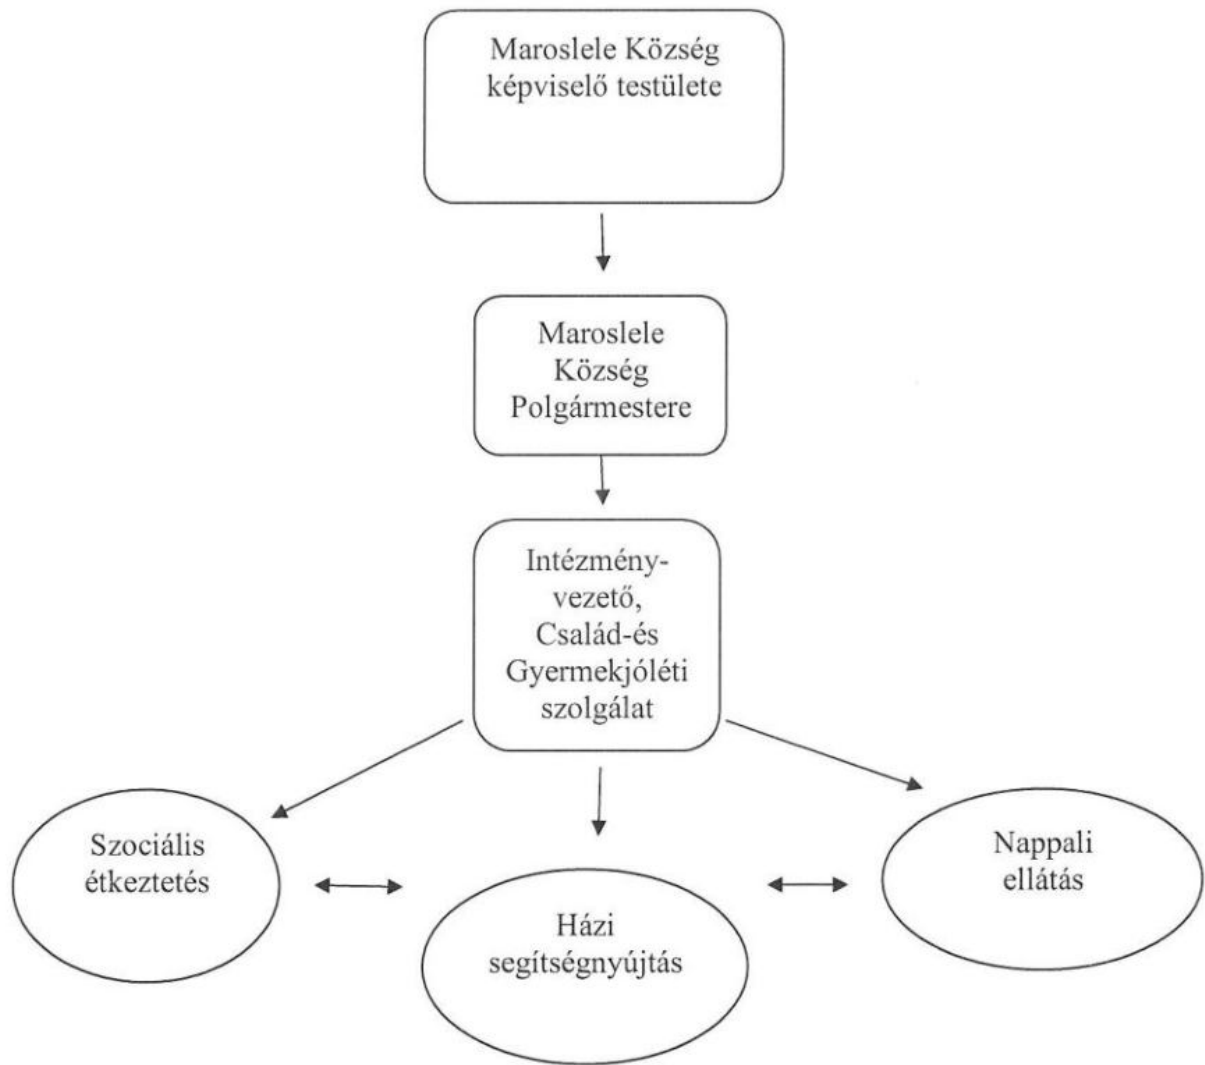 Maroslele Község
képviselő testülete
Maroslele
Község
Polgármestere
Intézmény-
vezető,
Család-és
Gyermekjóléti
szolgálat
Szociális
étkeztetés
Házi
segítségnyújtás
Nappali
ellátás